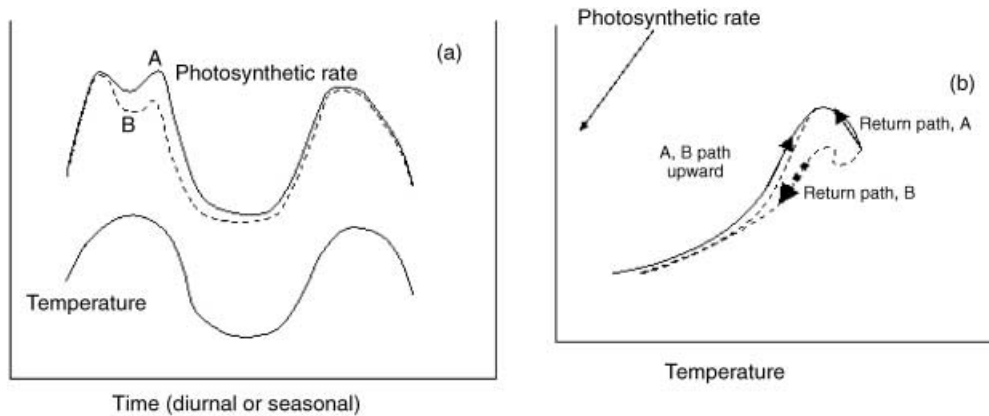 (a)
A
Photosynthetic rate
B
Temperature
Time (diurnal or seasonal)
Photosynthetic rate
(b)
Return path, A
A, B path
upward
Return path, B
Temperature